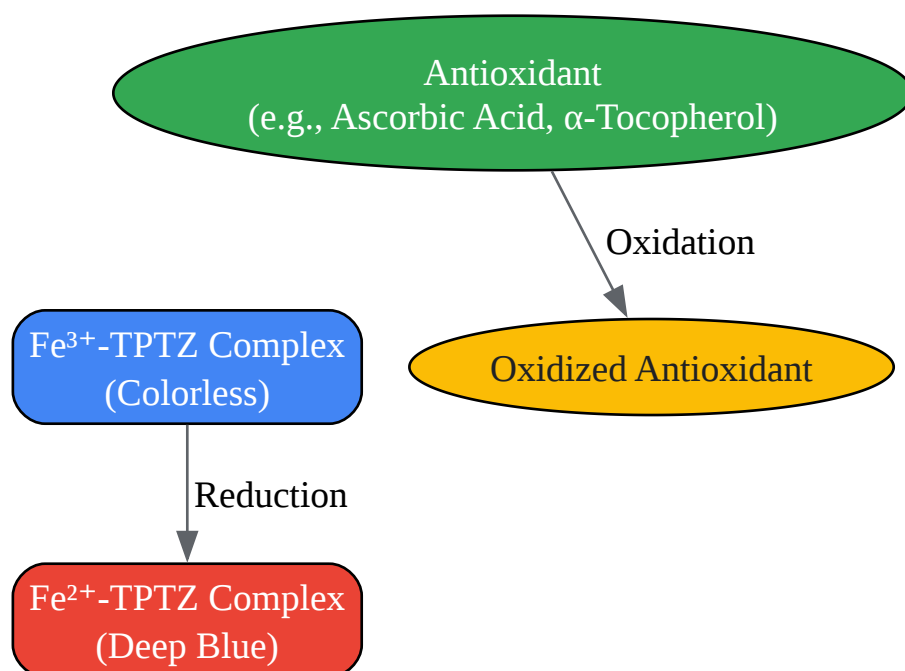 Antioxidant
(e.g., Ascorbic Acid, α-Tocopherol)
Oxidation
Fe³⁺-TPTZ Complex
(Colorless)
Oxidized Antioxidant
Reduction
Fe²⁺-TPTZ Complex
(Deep Blue)